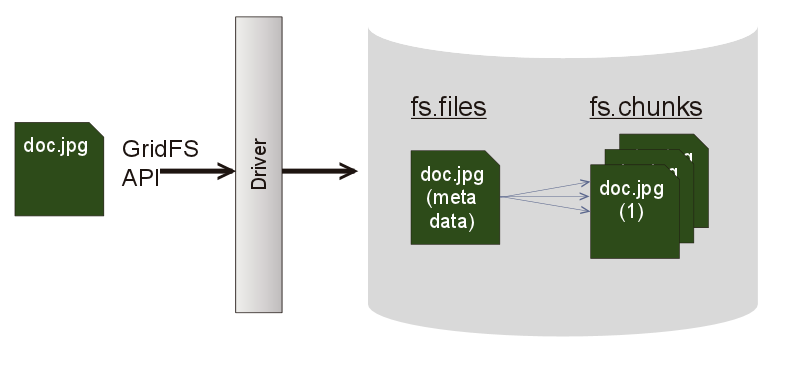 doc.jpg
GridFS
API
Driver
fs.files
fs.chunks
doc.jpg
(meta
data)
doc.jpg
(1)